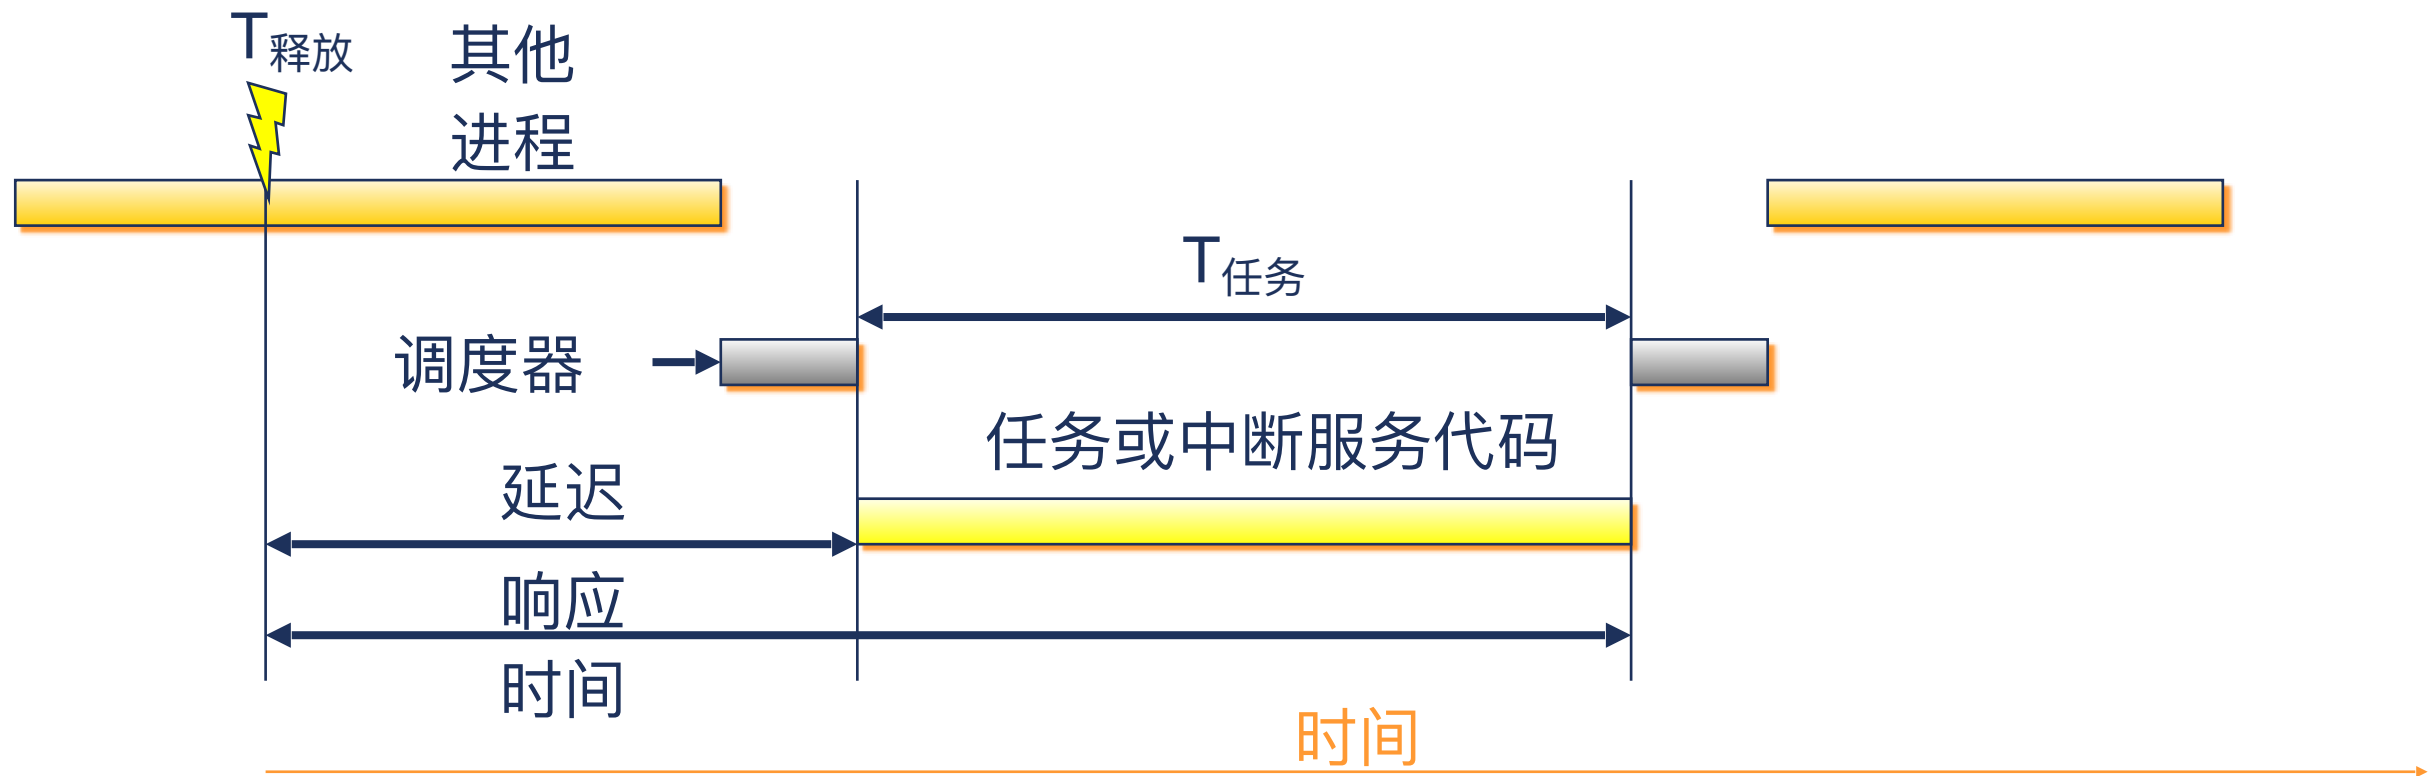 T释放
其他
进程
T任务
调度器
任务或中断服务代码
延迟
响应
时间
时间